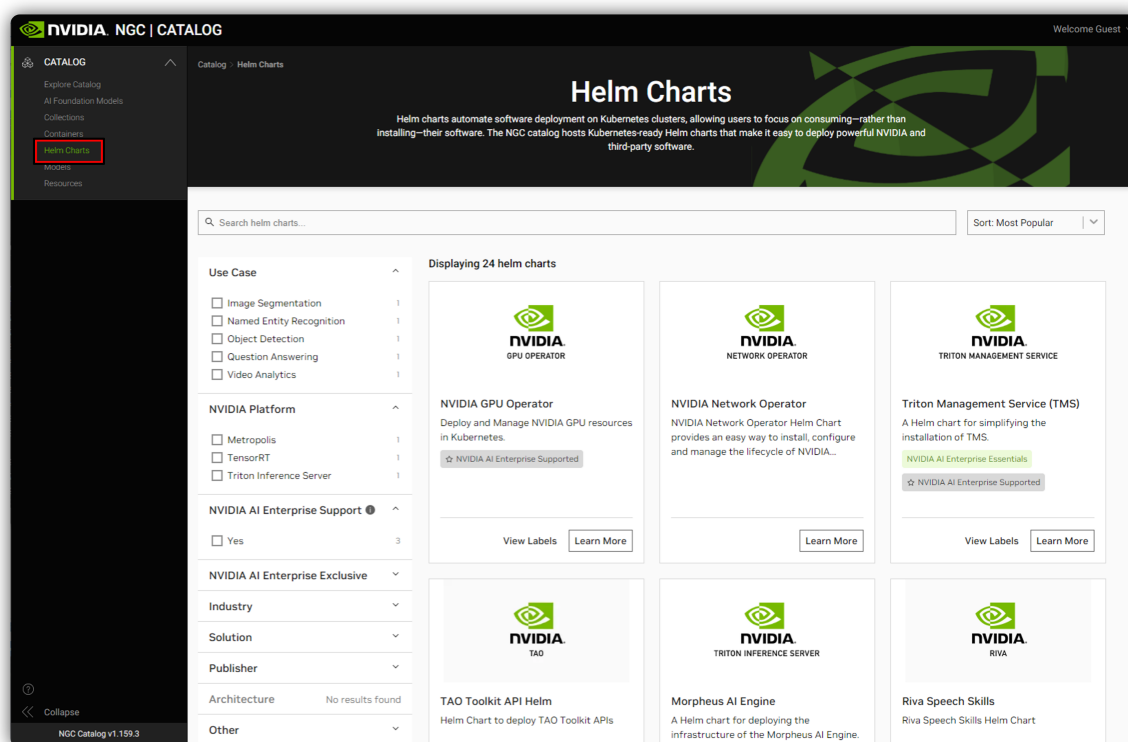 NVIDIA. NGC | CATALOG
Welcome Guest
CATALOG
Explore Catalog
AI Foundation Models
Collections
Containers
Helm Charts
Models
Resources
Collapse
NGC Catalog v1.159.3
Catalog > Helm Charts
Helm Charts
Helm charts automate software deployment on Kubernetes clusters, allowing users to focus on consuming—rather than
installing—their software. The NGC catalog hosts Kubernetes-ready Helm charts that make it easy to deploy powerful NVIDIA and
third-party software.
Search helm charts...
Sort: Most Popular
Use Case
Image Segmentation 1
Named Entity Recognition 1
Object Detection 1
Question Answering 1
Video Analytics 1
NVIDIA Platform
Metropolis 1
TensorRT 1
Triton Inference Server 1
NVIDIA AI Enterprise Support
Yes 3
NVIDIA AI Enterprise Exclusive
Industry
Solution
Publisher
Architecture No results found
Other
Displaying 24 helm charts
NVIDIA.
GPU OPERATOR
NVIDIA GPU Operator
Deploy and Manage NVIDIA GPU resources
in Kubernetes.
NVIDIA AI Enterprise Supported
View Labels Learn More
NVIDIA.
NETWORK OPERATOR
NVIDIA Network Operator
NVIDIA Network Operator Helm Chart
provides an easy way to install, configure
and manage the lifecycle of NVIDIA...
Learn More
NVIDIA.
TRITON MANAGEMENT SERVICE
Triton Management Service (TMS)
A Helm chart for simplifying the
installation of TMS.
NVIDIA AI Enterprise Essentials
NVIDIA AI Enterprise Supported
View Labels Learn More
NVIDIA.
TAO
TAO Toolkit API Helm
Helm Chart to deploy TAO Toolkit APIs
NVIDIA.
TRITON INFERENCE SERVER
Morpheus AI Engine
A Helm chart for deploying the
infrastructure of the Morpheus AI Engine.
NVIDIA.
RIVA
Riva Speech Skills
Riva Speech Skills Helm Chart